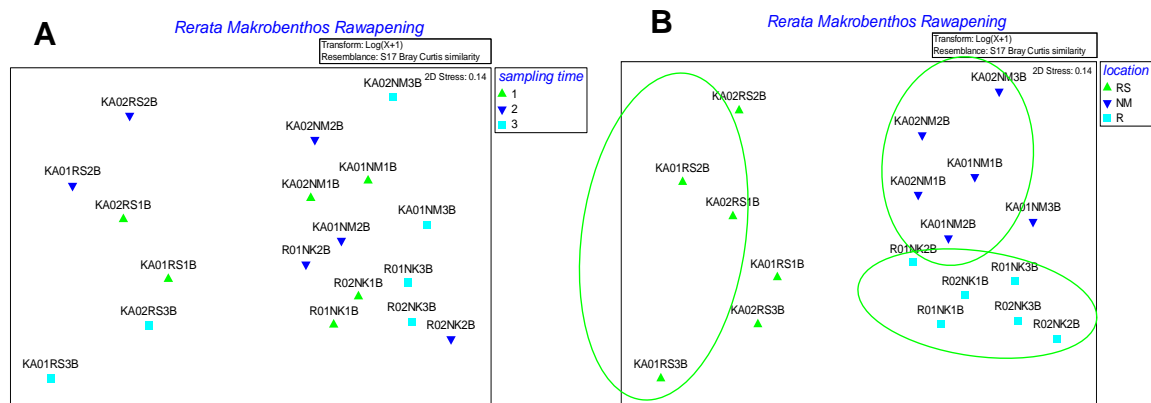 A
Rerata Makrobenthos Rawapening
Transform: Log(X+1)
Resemblance: S17 Bray Curtis similarity
2D Stress: 0.14
sampling time
1
2
3
KA02NM3B
KA02RS2B
KA02NM2B
KA01RS2B
KA01NM1B
KA02NM1B
KA02RS1B
KA01NM3B
KA01NM2B
R01NK2B
KA01RS1B
R01NK3B
R02NK1B
KA02RS3B
R01NK1B
R02NK3B
R02NK2B
KA01RS3B
B
Rerata Makrobenthos Rawapening
Transform: Log(X+1)
Resemblance: S17 Bray Curtis similarity
2D Stress: 0.14
location
RS
NM
R
KA02NM3B
KA02RS2B
KA02NM2B
KA01RS2B
KA01NM1B
KA02NM1B
KA02RS1B
KA01NM3B
KA01NM2B
R01NK2B
KA01RS1B
R01NK3B
R02NK1B
KA02RS3B
R01NK1B
R02NK3B
R02NK2B
KA01RS3B